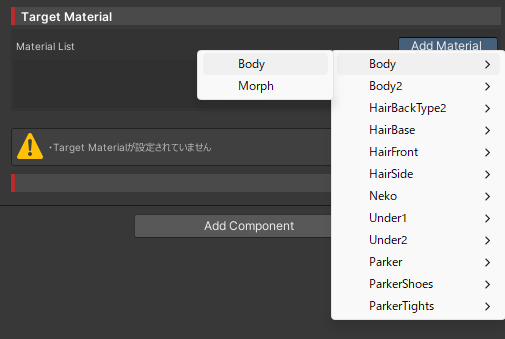 Target Material
Material List
Add Material
Body
Morph
Body
Body2
HairBackType2
HairBase
HairFront
HairSide
Neko
Under1
Under2
Parker
ParkerShoes
ParkerTights
・Target Materialが設定されていません
Add Component